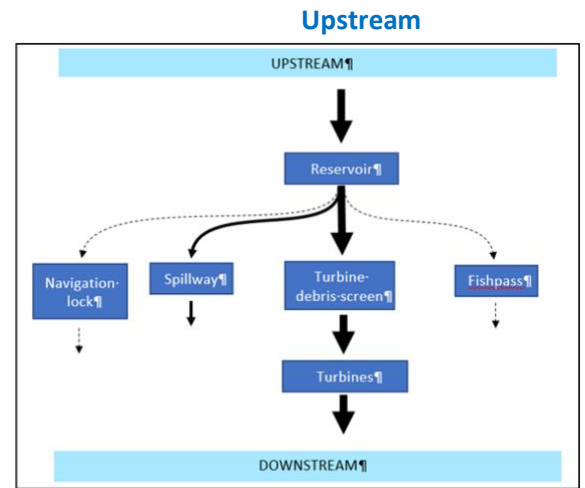 Upstream
UPSTREAM¶
Reservoir¶
Navigation·
lock¶
Spillway¶
Turbine·
debris·screen¶
Fishpass¶
Turbines¶
DOWNSTREAM¶